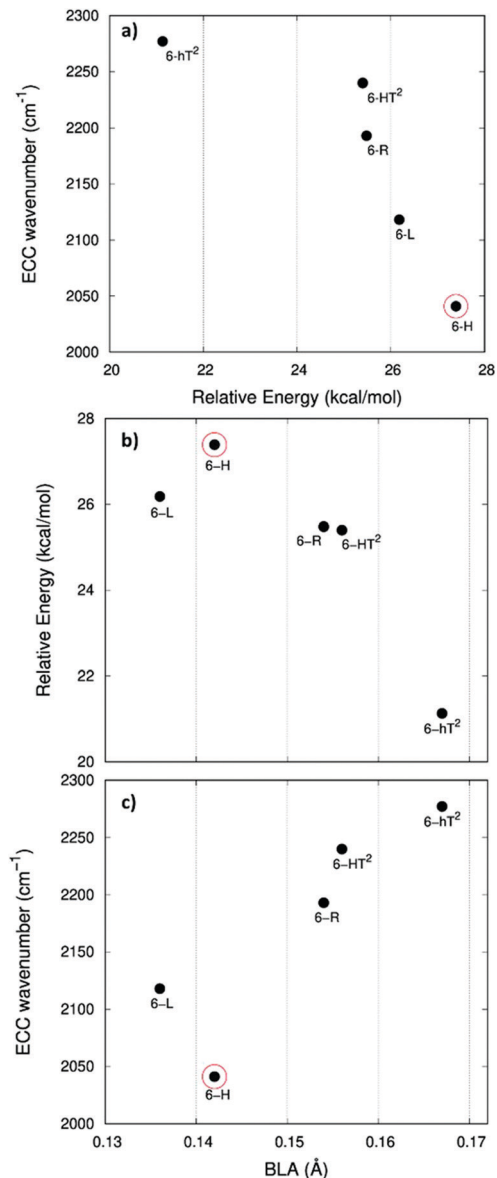 a)
ECC wavenumber (cm⁻¹)
2300
2250
2200
2150
2100
2050
2000
6-hT²
6-HT²
6-R
6-L
6-H
20 22 24 26 28
Relative Energy (kcal/mol)
b)
Relative Energy (kcal/mol)
28
26
24
22
20
6–H
6–L
6–R
6–HT²
6–hT²
c)
ECC wavenumber (cm⁻¹)
2300
2250
2200
2150
2100
2050
2000
6–hT²
6–HT²
6–R
6–L
6–H
0.13 0.14 0.15 0.16 0.17
BLA (Å)